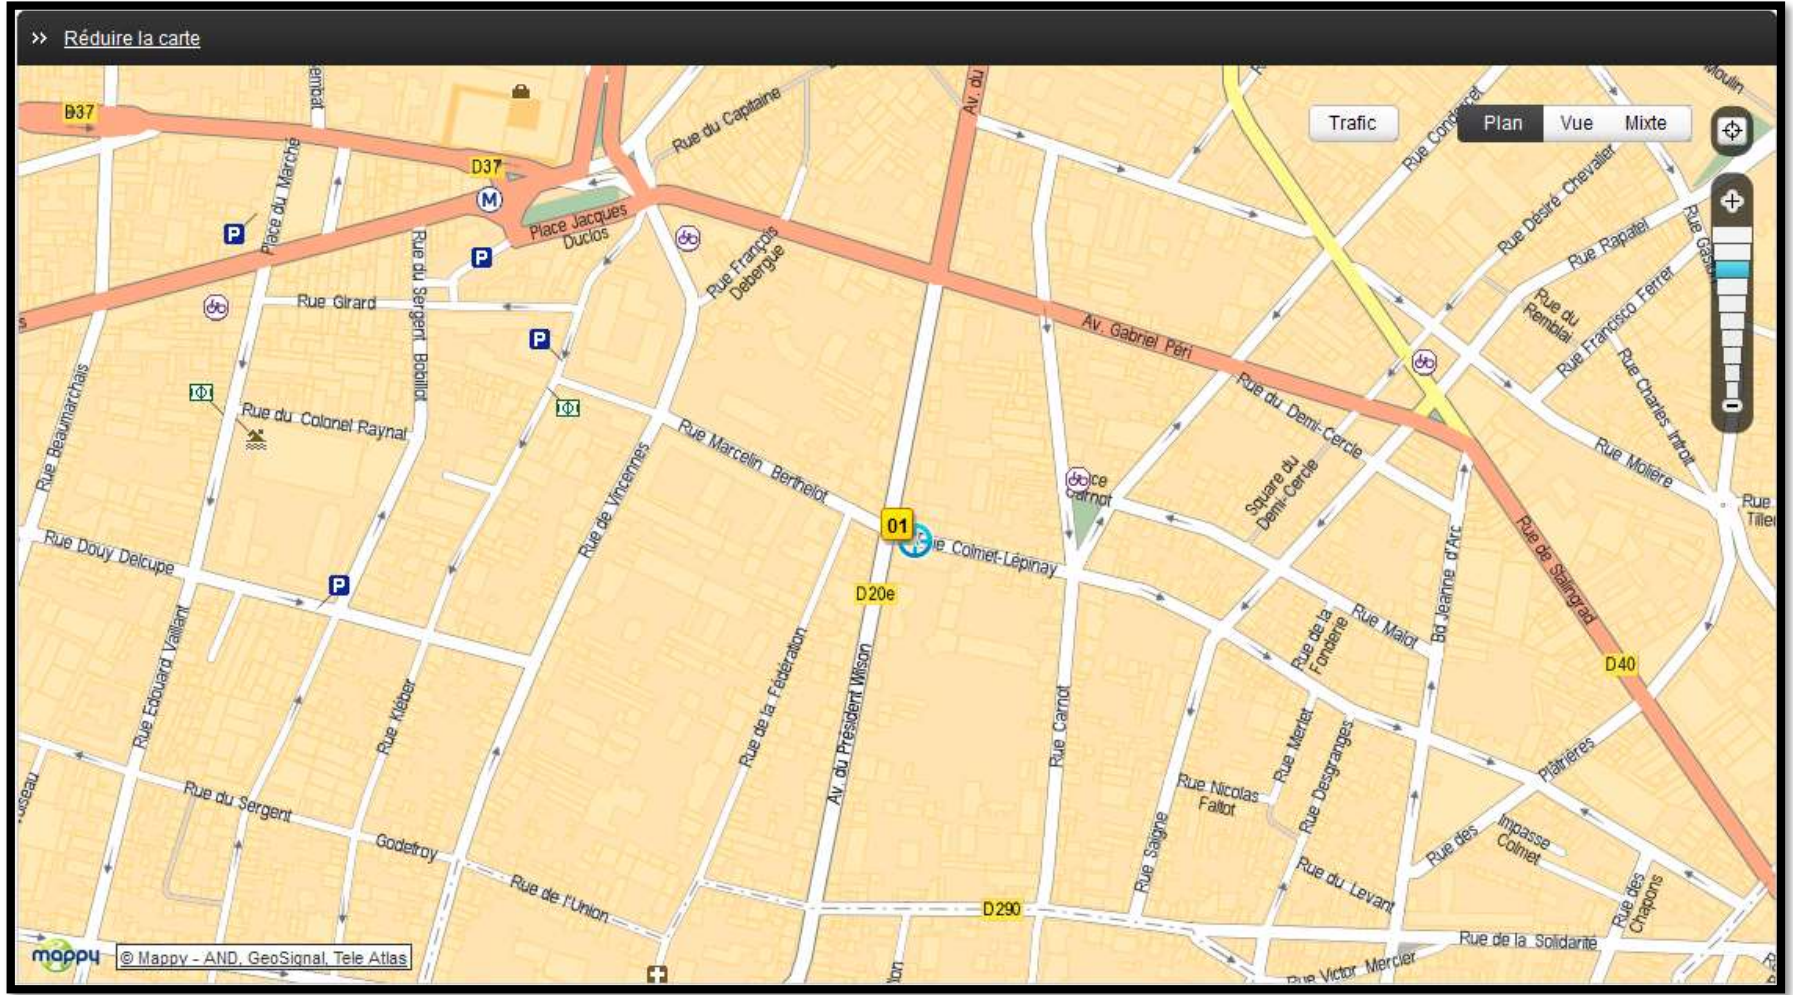 » Réduire la carte
Trafic
Plan
Vue
Mixte
D37
Place du Marché
Rue du Capitaine
Av. du
Rue Condorcet
Moulin
D37
M
Place Jacques
Duclos
P
P
Rue François
Debergue
Rue Désiré Chevalier
Rue Rapatel
Rue du
Remblai
Rue Francisco Ferrer
Rue Charles Infroit
Rue Girard
Rue du Sergent Bobillot
P
Av. Gabriel Péri
Rue du Demi-Cercle
Rue Beaumarchais
Rue du Colonel Raynal
Rue Marcelin Berthelot
Rue de Vincennes
Square du
Demi-Cercle
Rue Molière
Rue
Carnot
01
Rue Douy Delcupe
P
Colmet-Lépinay
D20e
Bd Jeanne d'Arc
Rue de Stalingrad
Rue Edouard Vaillant
Rue Kléber
Rue de la Fédération
Av. du Président Wilson
Rue Carnot
Rue de la
Fonderie
Rue Malot
D40
Rue Merlet
Rue Desgranges
Rue Nicolas
Faltot
Plâtrières
Rue du Sergent
Godefroy
Rue de l'Union
Rue Saigne
Rue des
Impasse
Colmet
Rue du Levant
Rue des
Chapons
D290
Rue de la Solidarité
Rue Victor Mercier
mappy
© Mappy - AND, GeoSignal, Tele Atlas